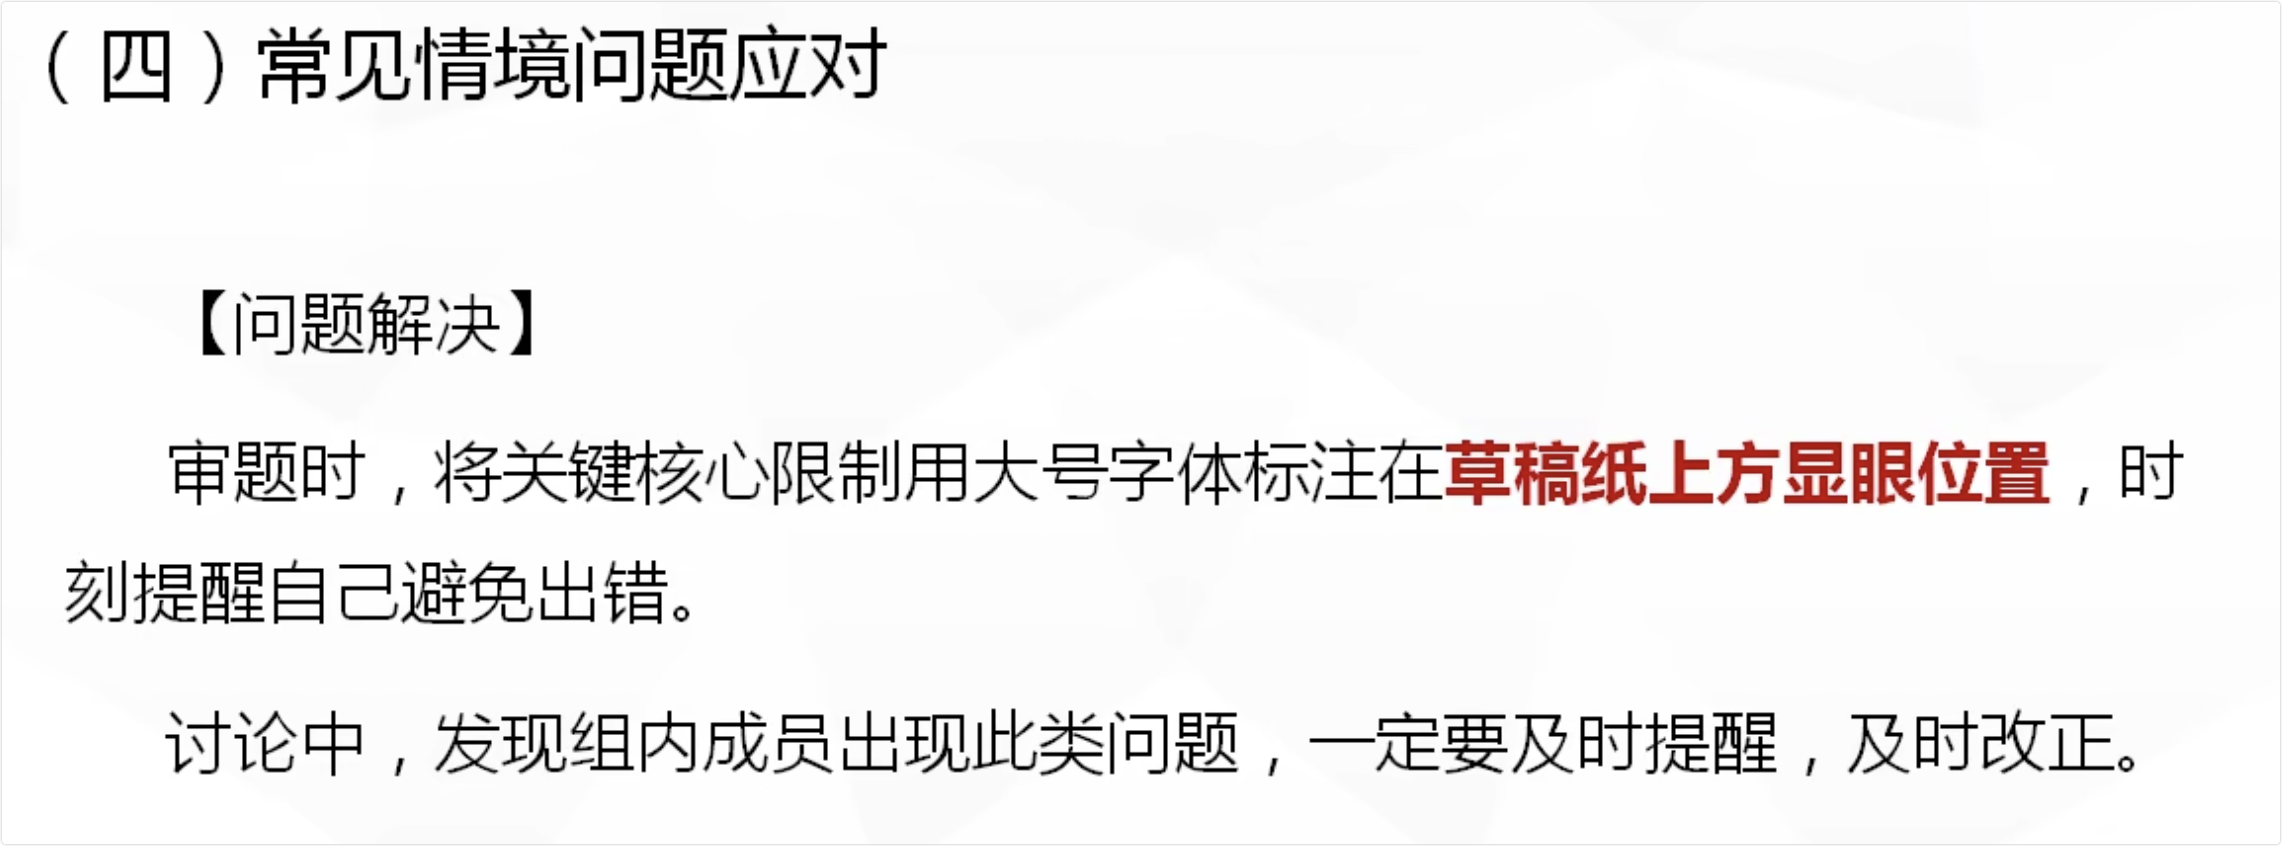 （四）常见情境问题应对
【问题解决】
审题时，将关键核心限制用大号字体标注在草稿纸上方显眼位置，时
刻提醒自己避免出错。
讨论中，发现组内成员出现此类问题，一定要及时提醒，及时改正。